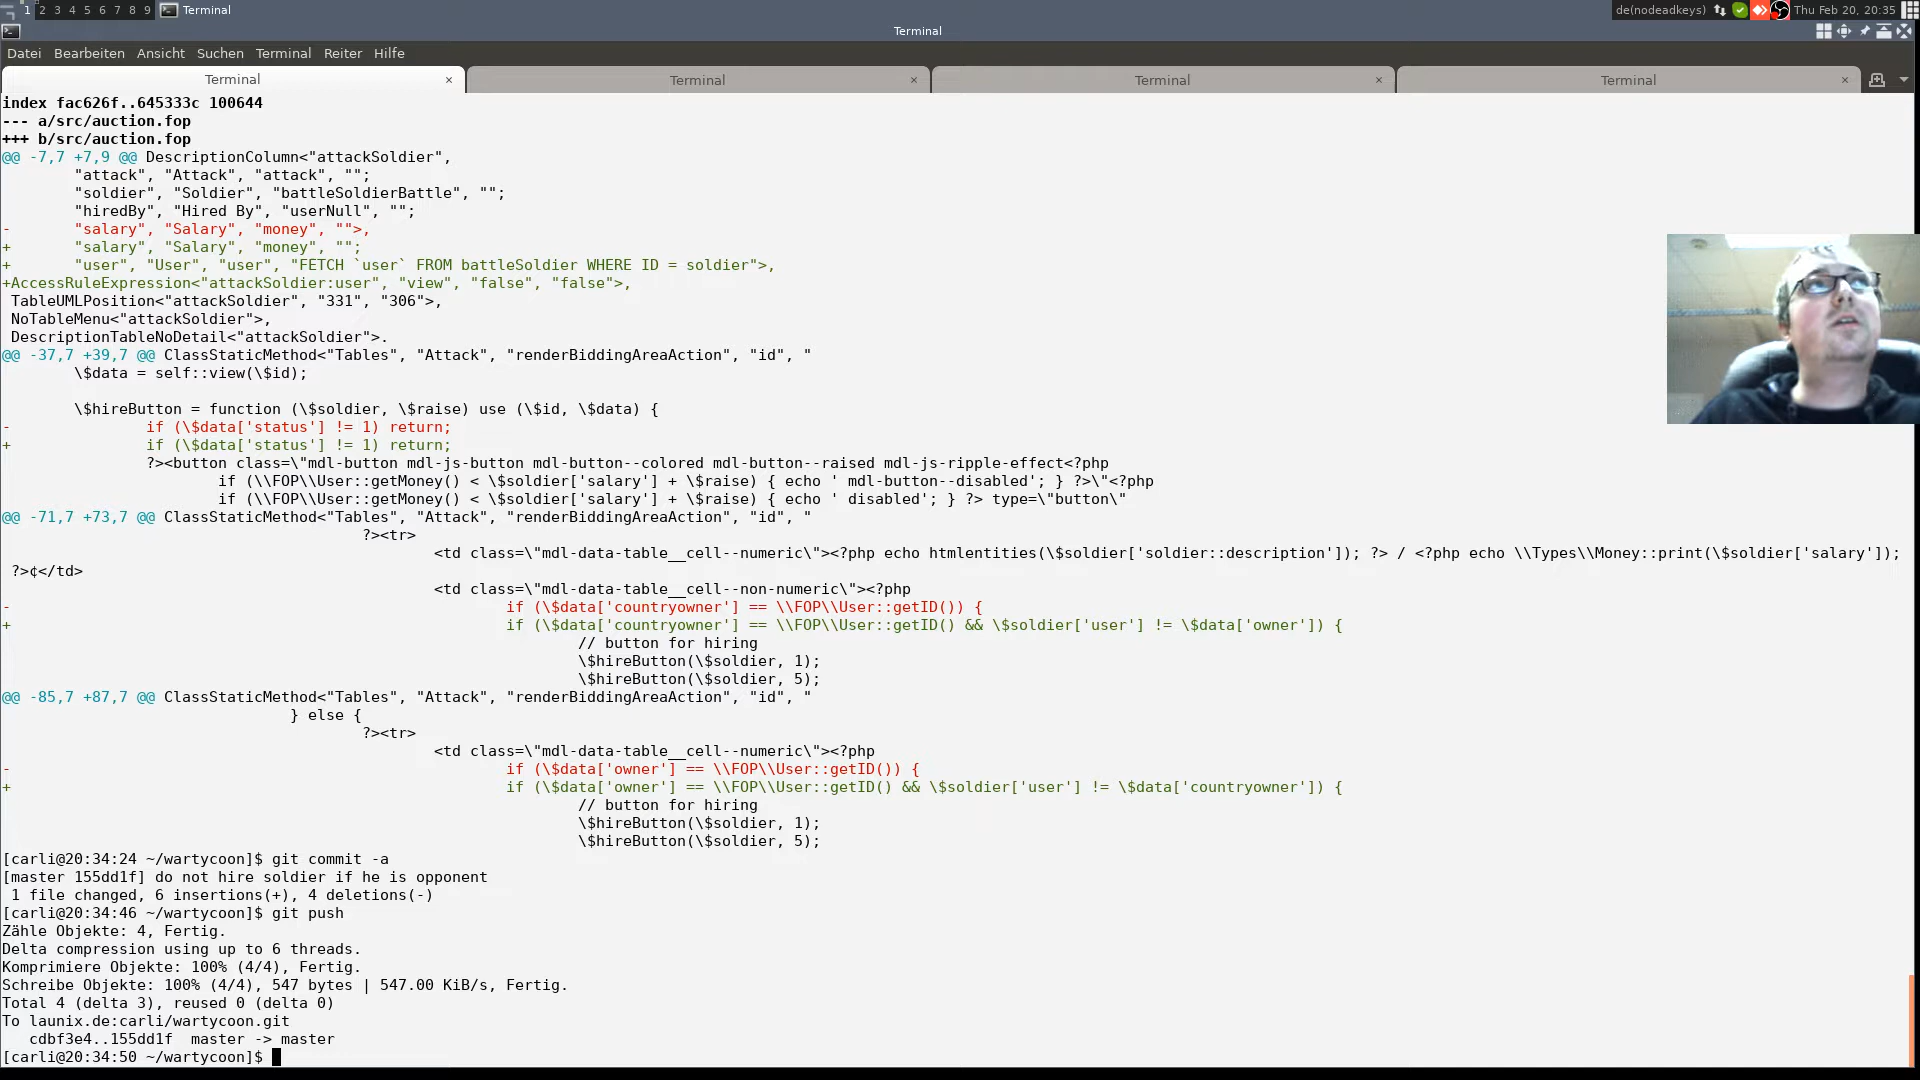 1 2 3 4 5 6 7 8 9 Terminal de(nodeadkeys) Thu Feb 20, 20:35
Terminal
Datei Bearbeiten Ansicht Suchen Terminal Reiter Hilfe
Terminal × Terminal × Terminal × Terminal ×
index fac626f..645333c 100644
--- a/src/auction.fop
+++ b/src/auction.fop
@@ -7,7 +7,9 @@ DescriptionColumn<"attackSoldier",
        "attack", "Attack", "attack", "";
        "soldier", "Soldier", "battleSoldierBattle", "";
        "hiredBy", "Hired By", "userNull", "";
-       "salary", "Salary", "money", "">,
+       "salary", "Salary", "money", "";
+       "user", "User", "user", "FETCH `user` FROM battleSoldier WHERE ID = soldier">,
+AccessRuleExpression<"attackSoldier:user", "view", "false", "false">,
 TableUMLPosition<"attackSoldier", "331", "306">,
 NoTableMenu<"attackSoldier">,
 DescriptionTableNoDetail<"attackSoldier">.
@@ -37,7 +39,7 @@ ClassStaticMethod<"Tables", "Attack", "renderBiddingAreaAction", "id", "
        \$data = self::view(\$id);
        \$hireButton = function (\$soldier, \$raise) use (\$id, \$data) {
-               if (\$data['status'] != 1) return;
+               if (\$data['status'] != 1) return;
                ?><button class=\"mdl-button mdl-js-button mdl-button--colored mdl-button--raised mdl-js-ripple-effect<?php
                        if (\\FOP\\User::getMoney() < \$soldier['salary'] + \$raise) { echo ' mdl-button--disabled'; } ?>\"<?php
                        if (\\FOP\\User::getMoney() < \$soldier['salary'] + \$raise) { echo ' disabled'; } ?> type=\"button\"
@@ -71,7 +73,7 @@ ClassStaticMethod<"Tables", "Attack", "renderBiddingAreaAction", "id", "
                                        ?><tr>
                                                <td class=\"mdl-data-table__cell--numeric\"><?php echo htmlentities(\$soldier['soldier::description']); ?> / <?php echo \\Types\\Money::print(\$soldier['salary']);
 ?>¢</td>
                                                <td class=\"mdl-data-table__cell--non-numeric\"><?php
-                                                       if (\$data['countryowner'] == \\FOP\\User::getID()) {
+                                                       if (\$data['countryowner'] == \\FOP\\User::getID() && \$soldier['user'] != \$data['owner']) {
                                                                // button for hiring
                                                                \$hireButton(\$soldier, 1);
                                                                \$hireButton(\$soldier, 5);
@@ -85,7 +87,7 @@ ClassStaticMethod<"Tables", "Attack", "renderBiddingAreaAction", "id", "
                                } else {
                                        ?><tr>
                                                <td class=\"mdl-data-table__cell--numeric\"><?php
-                                                       if (\$data['owner'] == \\FOP\\User::getID()) {
+                                                       if (\$data['owner'] == \\FOP\\User::getID() && \$soldier['user'] != \$data['countryowner']) {
                                                                // button for hiring
                                                                \$hireButton(\$soldier, 1);
                                                                \$hireButton(\$soldier, 5);
[carli@20:34:24 ~/wartycoon]$ git commit -a
[master 155dd1f] do not hire soldier if he is opponent
 1 file changed, 6 insertions(+), 4 deletions(-)
[carli@20:34:46 ~/wartycoon]$ git push
Zähle Objekte: 4, Fertig.
Delta compression using up to 6 threads.
Komprimiere Objekte: 100% (4/4), Fertig.
Schreibe Objekte: 100% (4/4), 547 bytes | 547.00 KiB/s, Fertig.
Total 4 (delta 3), reused 0 (delta 0)
To launix.de:carli/wartycoon.git
   cdbf3e4..155dd1f  master -> master
[carli@20:34:50 ~/wartycoon]$